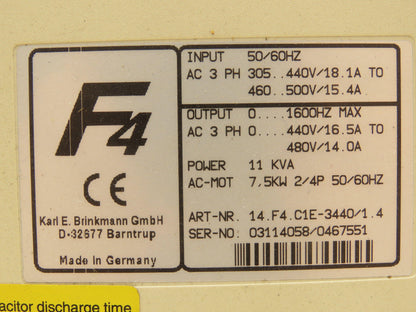 F4
CE
Karl E. Brinkmann GmbH
D-32677 Barntrup
Made in Germany
INPUT 50/60HZ
AC 3 PH 305..440V/18.1A TO
460..500V/15.4A
OUTPUT 0....1600HZ MAX
AC 3 PH 0....440V/16.5A TO
480V/14.0A
POWER 11 KVA
AC-MOT 7,5KW 2/4P 50/60HZ
ART-NR. 14.F4.C1E-3440/1.4
SER-NO: 03114058/0467551
acitor discharge time